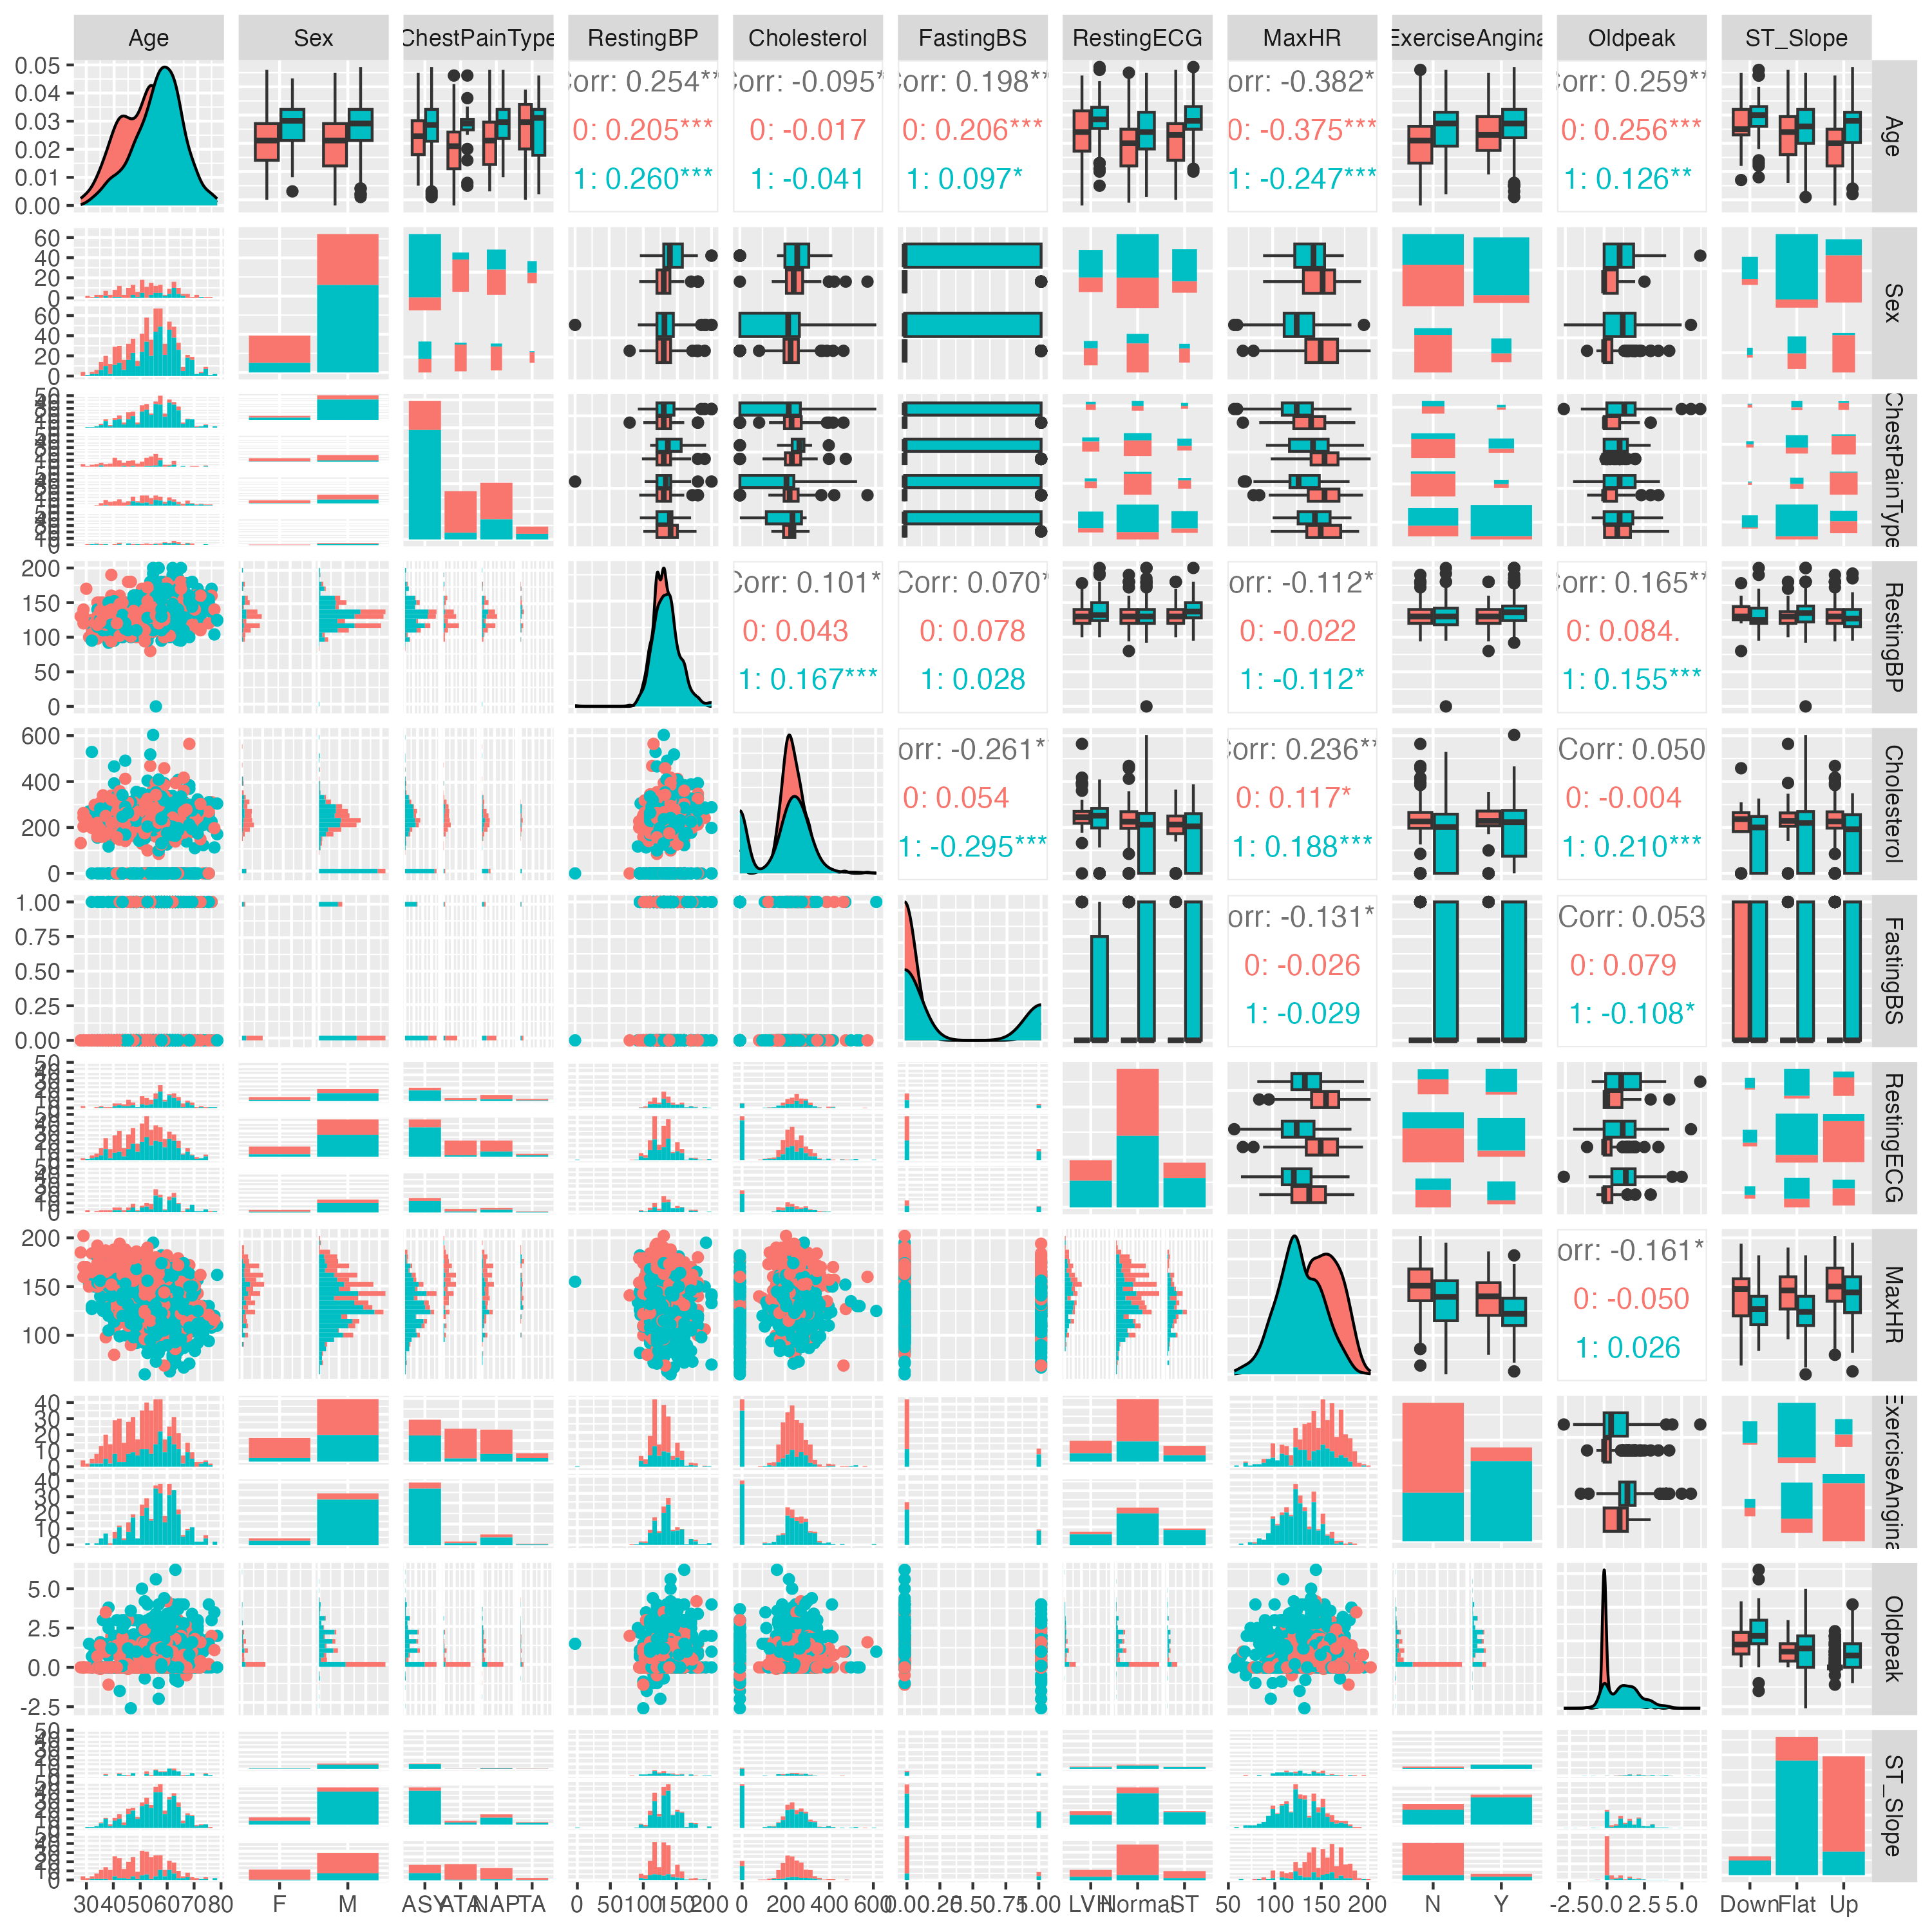 Age Sex ChestPainType RestingBP Cholesterol FastingBS RestingECG MaxHR ExerciseAngina Oldpeak ST_Slope
0.05
0.04
0.03
0.02
0.01
0.00
Corr: 0.254** Corr: -0.095* Corr: 0.198** orr: -0.382* Corr: 0.259**
0: 0.205*** 0: -0.017 0: 0.206*** 0: -0.375*** 0: 0.256***
1: 0.260*** 1: -0.041 1: 0.097* 1: -0.247*** 1: 0.126**
Age
60
40
20
0
60
40
20
0
Sex
ChestPainType
200
150
100
50
0
Corr: 0.101* Corr: 0.070* orr: -0.112* Corr: 0.165**
0: 0.043 0: 0.078 0: -0.022 0: 0.084.
1: 0.167*** 1: 0.028 1: -0.112* 1: 0.155***
RestingBP
600
400
200
0
orr: -0.261* Corr: 0.236** Corr: 0.050
0: 0.054 0: 0.117* 0: -0.004
1: -0.295*** 1: 0.188*** 1: 0.210***
Cholesterol
1.00
0.75
0.50
0.25
0.00
orr: -0.131* Corr: 0.053
0: -0.026 0: 0.079
1: -0.029 1: -0.108*
FastingBS
RestingECG
200
150
100
orr: -0.161*
0: -0.050
1: 0.026
MaxHR
40
30
20
10
0
40
30
20
10
0
ExerciseAngina
5.0
2.5
0.0
-2.5
Oldpeak
ST_Slope
30 40 50 60 70 80 F M ASY ATA NAP TA 0 50 100 150 200 0 200 400 600 0.00 0.25 0.50 0.75 1.00 LVH Normal ST 50 100 150 200 N Y -2.5 0.0 2.5 5.0 Down Flat Up